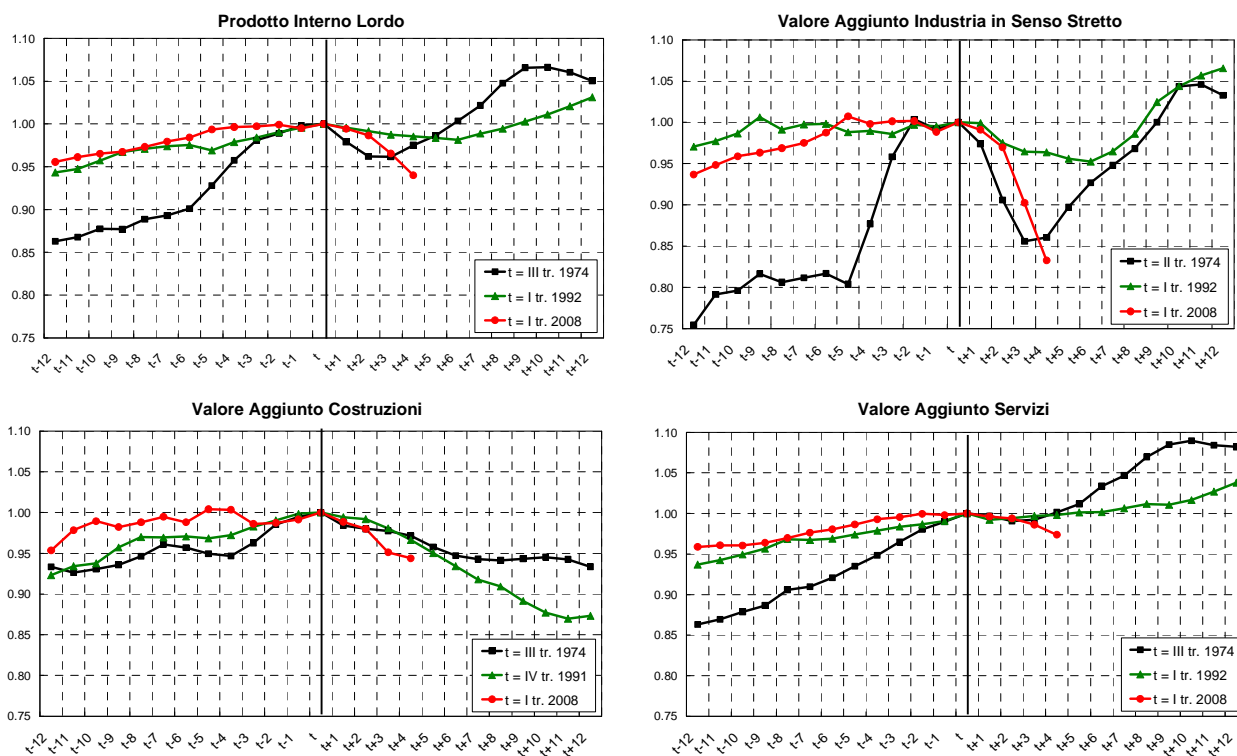 Prodotto Interno Lordo
1.10
1.05
1.00
0.95
0.90
0.85
0.80
0.75
t = III tr. 1974
t = I tr. 1992
t = I tr. 2008
t-12
t-11
t-10
t-9
t-8
t-7
t-6
t-5
t-4
t-3
t-2
t-1
t
t+1
t+2
t+3
t+4
t+5
t+6
t+7
t+8
t+9
t+10
t+11
t+12
Valore Aggiunto Industria in Senso Stretto
1.10
1.05
1.00
0.95
0.90
0.85
0.80
0.75
t = II tr. 1974
t = I tr. 1992
t = I tr. 2008
t-12
t-11
t-10
t-9
t-8
t-7
t-6
t-5
t-4
t-3
t-2
t-1
t
t+1
t+2
t+3
t+4
t+5
t+6
t+7
t+8
t+9
t+10
t+11
t+12
Valore Aggiunto Costruzioni
1.10
1.05
1.00
0.95
0.90
0.85
0.80
0.75
t = III tr. 1974
t = IV tr. 1991
t = I tr. 2008
t-12
t-11
t-10
t-9
t-8
t-7
t-6
t-5
t-4
t-3
t-2
t-1
t
t+1
t+2
t+3
t+4
t+5
t+6
t+7
t+8
t+9
t+10
t+11
t+12
Valore Aggiunto Servizi
1.10
1.05
1.00
0.95
0.90
0.85
0.80
0.75
t = III tr. 1974
t = I tr. 1992
t = I tr. 2008
t-12
t-11
t-10
t-9
t-8
t-7
t-6
t-5
t-4
t-3
t-2
t-1
t
t+1
t+2
t+3
t+4
t+5
t+6
t+7
t+8
t+9
t+10
t+11
t+12